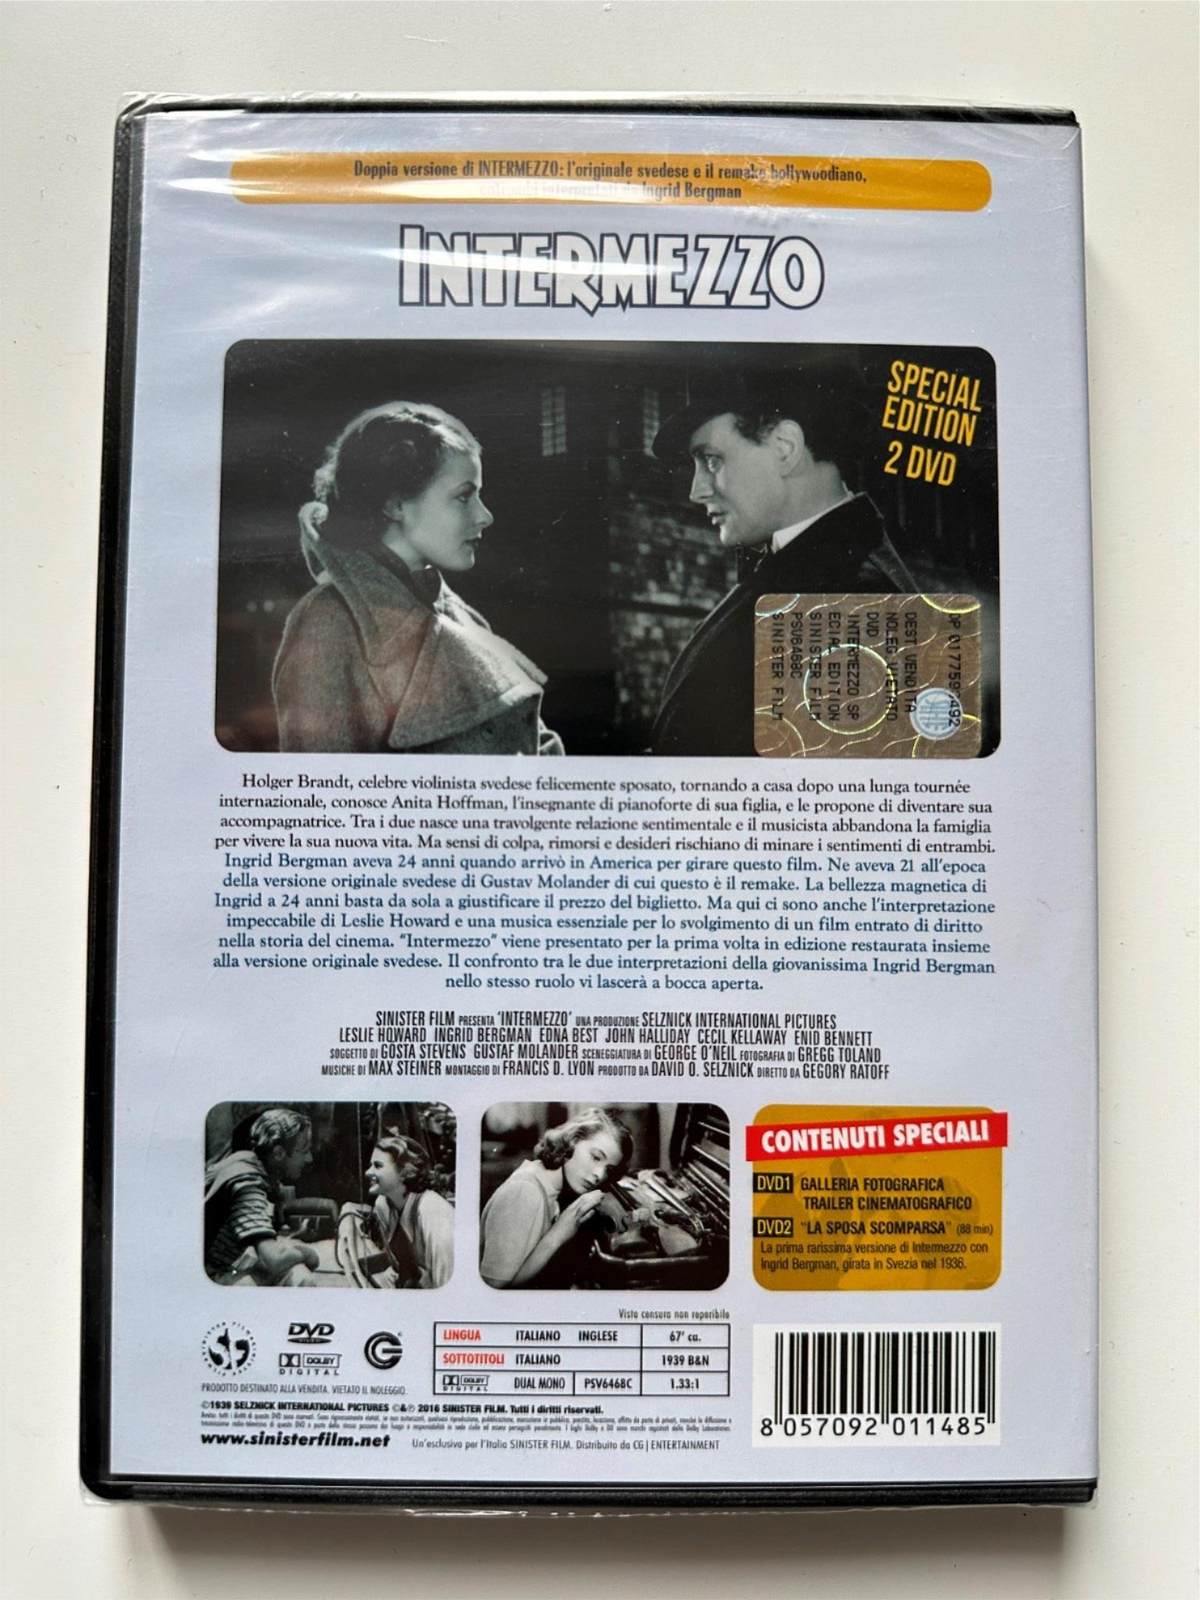 Doppia versione di INTERMEZZO: l'originale svedese e il remake hollywoodiano,
entrambi interpretati da Ingrid Bergman
INTERMEZZO
SPECIAL
EDITION
2 DVD
DEST VENDITA
NOLEG VIETATO
DVD
INTERMEZZO SP
ECIAL EDITION
SINISTER FILM
PSV6468C
SINISTER FILM
Holger Brandt, celebre violinista svedese felicemente sposato, tornando a casa dopo una lunga tournée
internazionale, conosce Anita Hoffman, l'insegnante di pianoforte di sua figlia, e le propone di diventare sua
accompagnatrice. Tra i due nasce una travolgente relazione sentimentale e il musicista abbandona la famiglia
per vivere la sua nuova vita. Ma sensi di colpa, rimorsi e desideri rischiano di minare i sentimenti di entrambi.
Ingrid Bergman aveva 24 anni quando arrivò in America per girare questo film. Ne aveva 21 all'epoca
della versione originale svedese di Gustav Molander di cui questo è il remake. La bellezza magnetica di
Ingrid a 24 anni basta da sola a giustificare il prezzo del biglietto. Ma qui ci sono anche l'interpretazione
impeccabile di Leslie Howard e una musica essenziale per lo svolgimento di un film entrato di diritto
nella storia del cinema. "Intermezzo" viene presentato per la prima volta in edizione restaurata insieme
alla versione originale svedese. Il confronto tra le due interpretazioni della giovanissima Ingrid Bergman
nello stesso ruolo vi lascerà a bocca aperta.
SINISTER FILM PRESENTA 'INTERMEZZO' UNA PRODUZIONE SELZNICK INTERNATIONAL PICTURES
LESLIE HOWARD INGRID BERGMAN EDNA BEST JOHN HALLIDAY CECIL KELLAWAY ENID BENNETT
SOGGETTO DI GOSTA STEVENS GUSTAF MOLANDER SCENEGGIATURA DI GEORGE O'NEIL FOTOGRAFIA DI GREGG TOLAND
MUSICHE DI MAX STEINER MONTAGGIO DI FRANCIS D. LYON PRODOTTO DA DAVID O. SELZNICK DIRETTO DA GEGORY RATOFF
CONTENUTI SPECIALI
DVD1 GALLERIA FOTOGRAFICA
TRAILER CINEMATOGRAFICO
DVD2 "LA SPOSA SCOMPARSA" (88 min)
La prima rarissima versione di Intermezzo con
Ingrid Bergman, girata in Svezia nel 1936.
Visto censura non reperibile
DVD
VIDEO
DOLBY
DIGITAL
LINGUA ITALIANO INGLESE 67' ca.
SOTTOTITOLI ITALIANO 1939 B&N
DOLBY DIGITAL DUAL MONO PSV6468C 1.33:1
PRODOTTO DESTINATO ALLA VENDITA. VIETATO IL NOLEGGIO.
©1939 SELZNICK INTERNATIONAL PICTURES ©&℗ 2016 SINISTER FILM. Tutti i diritti riservati.
www.sinisterfilm.net
Un'esclusiva per l'Italia SINISTER FILM. Distribuito da CG | ENTERTAINMENT
8 057092 011485